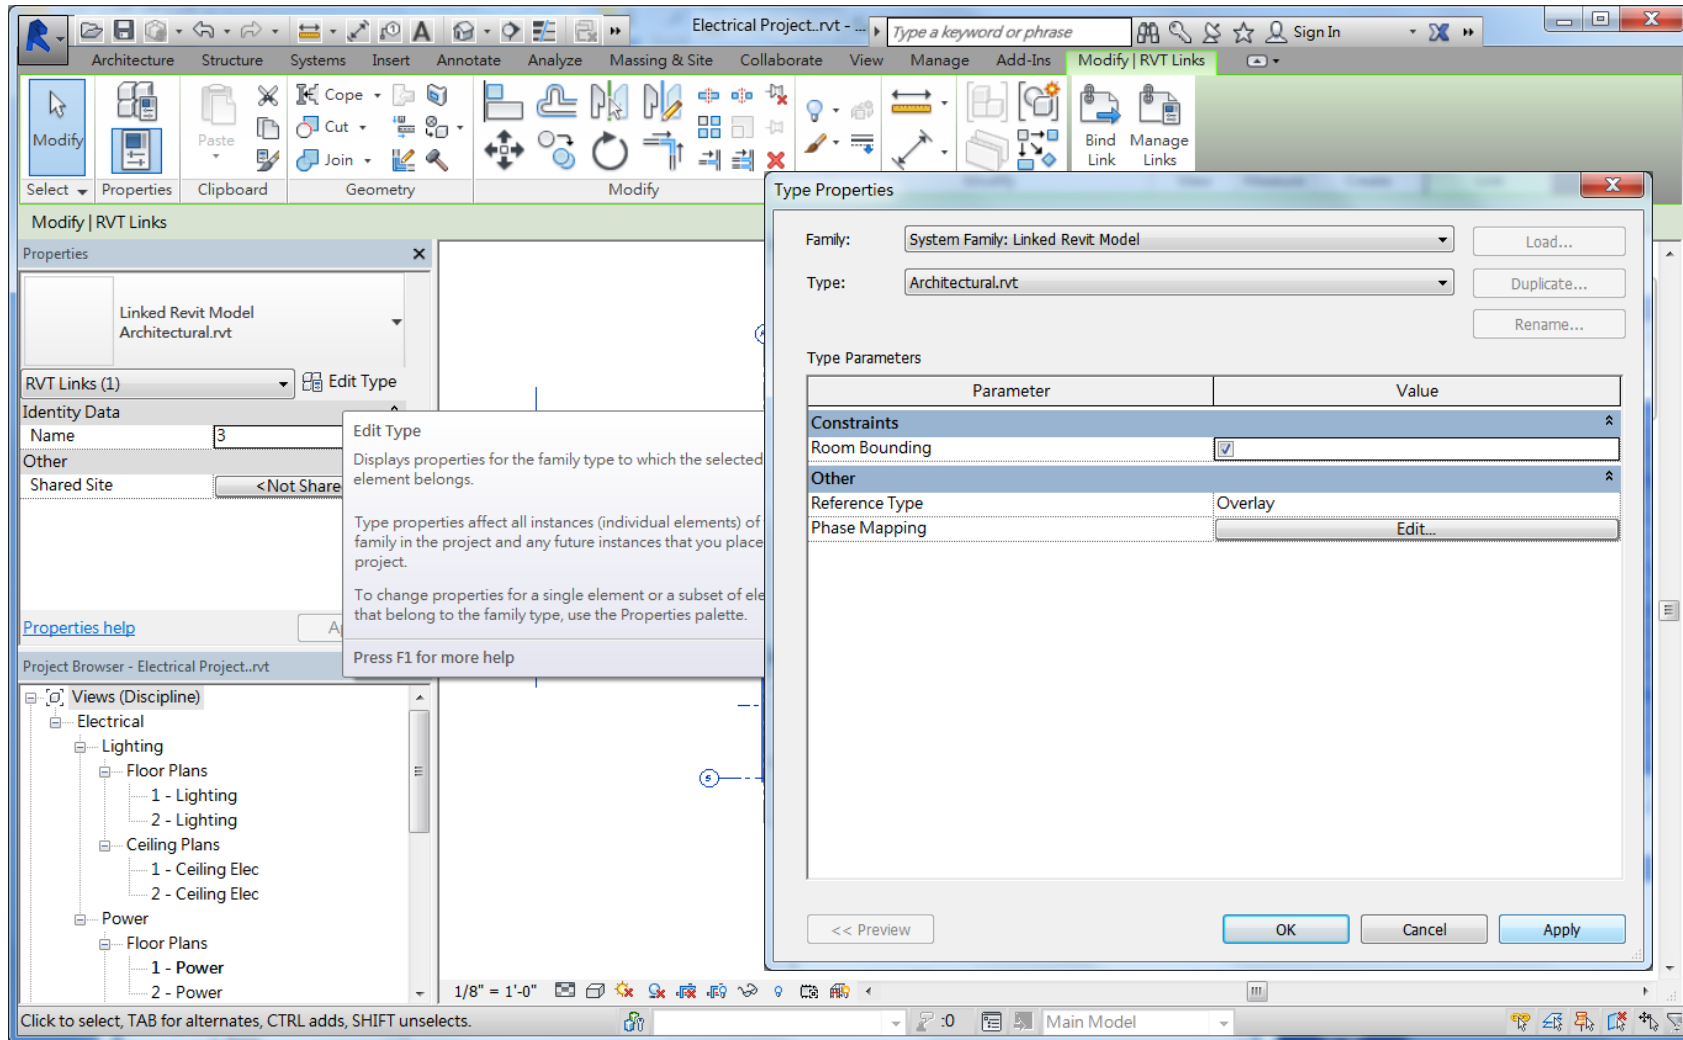 Electrical Project..rvt - ...
Type a keyword or phrase
Sign In
Architecture Structure Systems Insert Annotate Analyze Massing & Site Collaborate View Manage Add-Ins Modify | RVT Links
Modify
Paste
Cope
Cut
Join
Bind Link
Manage Links
Select Properties Clipboard Geometry Modify
Modify | RVT Links
Properties
Linked Revit Model
Architectural.rvt
RVT Links (1)
Edit Type
Identity Data
Name 3
Other
Shared Site <Not Share
Properties help
A
Edit Type
Displays properties for the family type to which the selected
element belongs.
Type properties affect all instances (individual elements) of
family in the project and any future instances that you place
project.
To change properties for a single element or a subset of ele
that belong to the family type, use the Properties palette.
Press F1 for more help
Project Browser - Electrical Project..rvt
Views (Discipline)
Electrical
Lighting
Floor Plans
1 - Lighting
2 - Lighting
Ceiling Plans
1 - Ceiling Elec
2 - Ceiling Elec
Power
Floor Plans
1 - Power
2 - Power
5
Type Properties
Family: System Family: Linked Revit Model Load...
Type: Architectural.rvt Duplicate...
Rename...
Type Parameters
Parameter Value
Constraints
Room Bounding
Other
Reference Type Overlay
Phase Mapping Edit...
<< Preview OK Cancel Apply
1/8" = 1'-0"
Click to select, TAB for alternates, CTRL adds, SHIFT unselects.
:0
Main Model